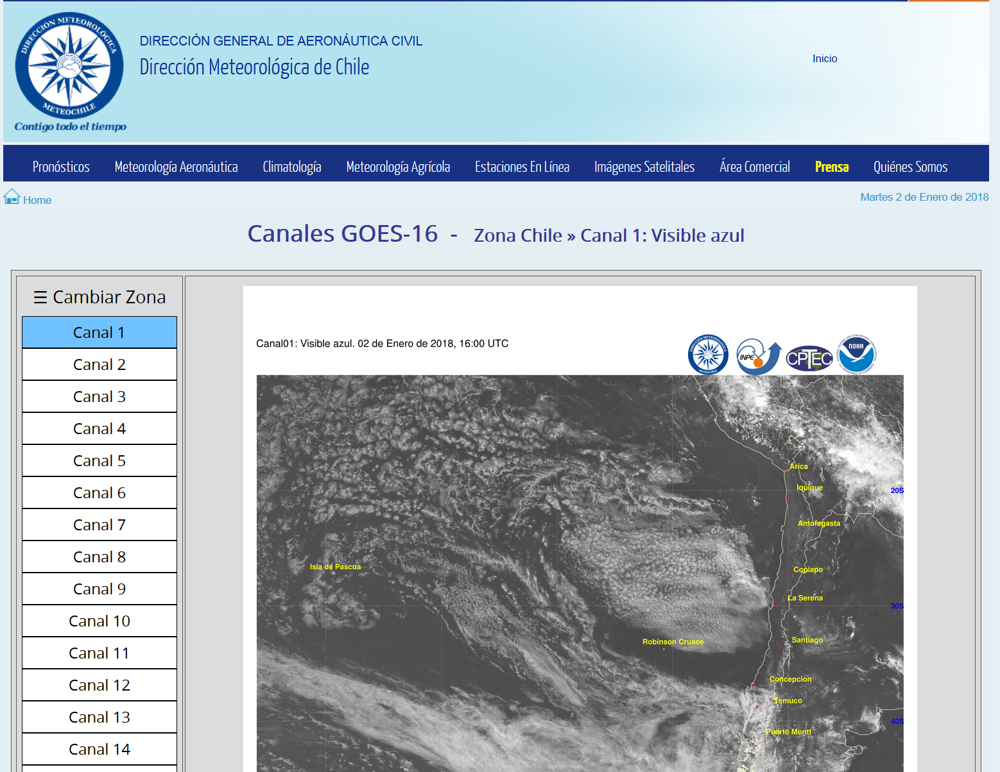 DIRECCIÓN METEOROLÓGICA
METEOCHILE
Contigo todo el tiempo
DIRECCIÓN GENERAL DE AERONÁUTICA CIVIL
Dirección Meteorológica de Chile
Inicio
Pronósticos Meteorología Aeronáutica Climatología Meteorología Agrícola Estaciones En Línea Imágenes Satelitales Área Comercial Prensa Quiénes Somos
Home
Martes 2 de Enero de 2018
Canales GOES-16 - Zona Chile » Canal 1: Visible azul
☰ Cambiar Zona
Canal 1
Canal 2
Canal 3
Canal 4
Canal 5
Canal 6
Canal 7
Canal 8
Canal 9
Canal 10
Canal 11
Canal 12
Canal 13
Canal 14
Canal01: Visible azul. 02 de Enero de 2018, 16:00 UTC
DIRECCIÓN METEOROLÓGICA
METEOCHILE
INPE
CPTEC
NOAA
Arica
Iquique
20S
Antofagasta
Isla de Pascua
Copiapo
La Serena
30S
Robinson Crusoe
Santiago
Concepcion
Temuco
40S
Puerto Montt